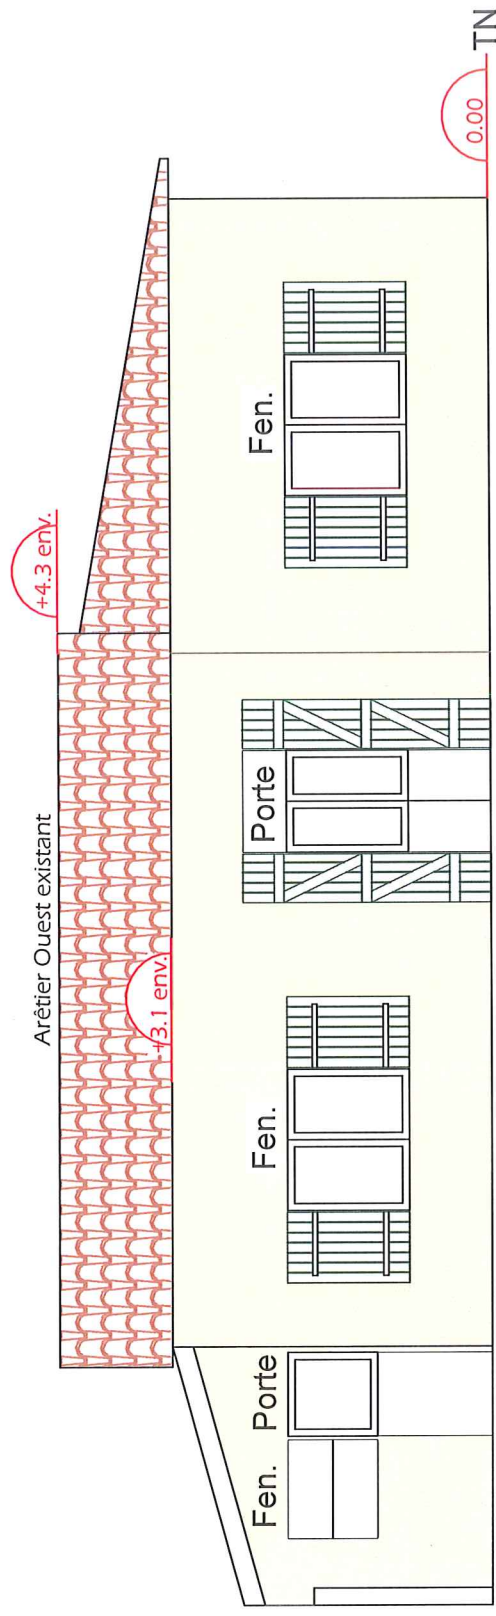 Arêtier Ouest existant
+4.3 env.
+3.1 env.
Fen.
Porte
Fen.
Porte
Fen.
0.00
TN